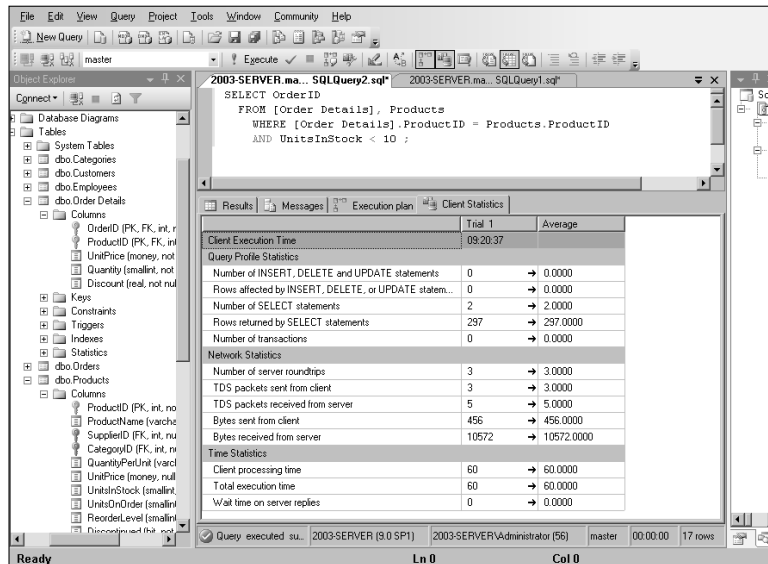 File Edit View Query Project Tools Window Community Help
New Query
master
Execute
Object Explorer
Connect
Database Diagrams
Tables
System Tables
dbo.Categories
dbo.Customers
dbo.Employees
dbo.Order Details
Columns
OrderID (PK, FK, int, r
ProductID (PK, FK, int
UnitPrice (money, not
Quantity (smallint, not
Discount (real, not nul
Keys
Constraints
Triggers
Indexes
Statistics
dbo.Orders
dbo.Products
Columns
ProductID (PK, int, no
ProductName (varcha
SupplierID (FK, int, nu
CategoryID (FK, int, n
QuantityPerUnit (varcl
UnitPrice (money, null
UnitsInStock (smallint,
UnitsOnOrder (smallint
ReorderLevel (smallint
Discontinued (bit, not
2003-SERVER.ma... SQLQuery2.sql* 2003-SERVER.ma... SQLQuery1.sql*
SELECT OrderID
FROM [Order Details], Products
WHERE [Order Details].ProductID = Products.ProductID
AND UnitsInStock < 10 ;
Results Messages Execution plan Client Statistics
Trial 1 Average
Client Execution Time 09:20:37
Query Profile Statistics
Number of INSERT, DELETE and UPDATE statements 0 → 0.0000
Rows affected by INSERT, DELETE, or UPDATE statem... 0 → 0.0000
Number of SELECT statements 2 → 2.0000
Rows returned by SELECT statements 297 → 297.0000
Number of transactions 0 → 0.0000
Network Statistics
Number of server roundtrips 3 → 3.0000
TDS packets sent from client 3 → 3.0000
TDS packets received from server 5 → 5.0000
Bytes sent from client 456 → 456.0000
Bytes received from server 10572 → 10572.0000
Time Statistics
Client processing time 60 → 60.0000
Total execution time 60 → 60.0000
Wait time on server replies 0 → 0.0000
Query executed su... 2003-SERVER (9.0 SP1) 2003-SERVER\Administrator (56) master 00:00:00 17 rows
Ready Ln 0 Col 0